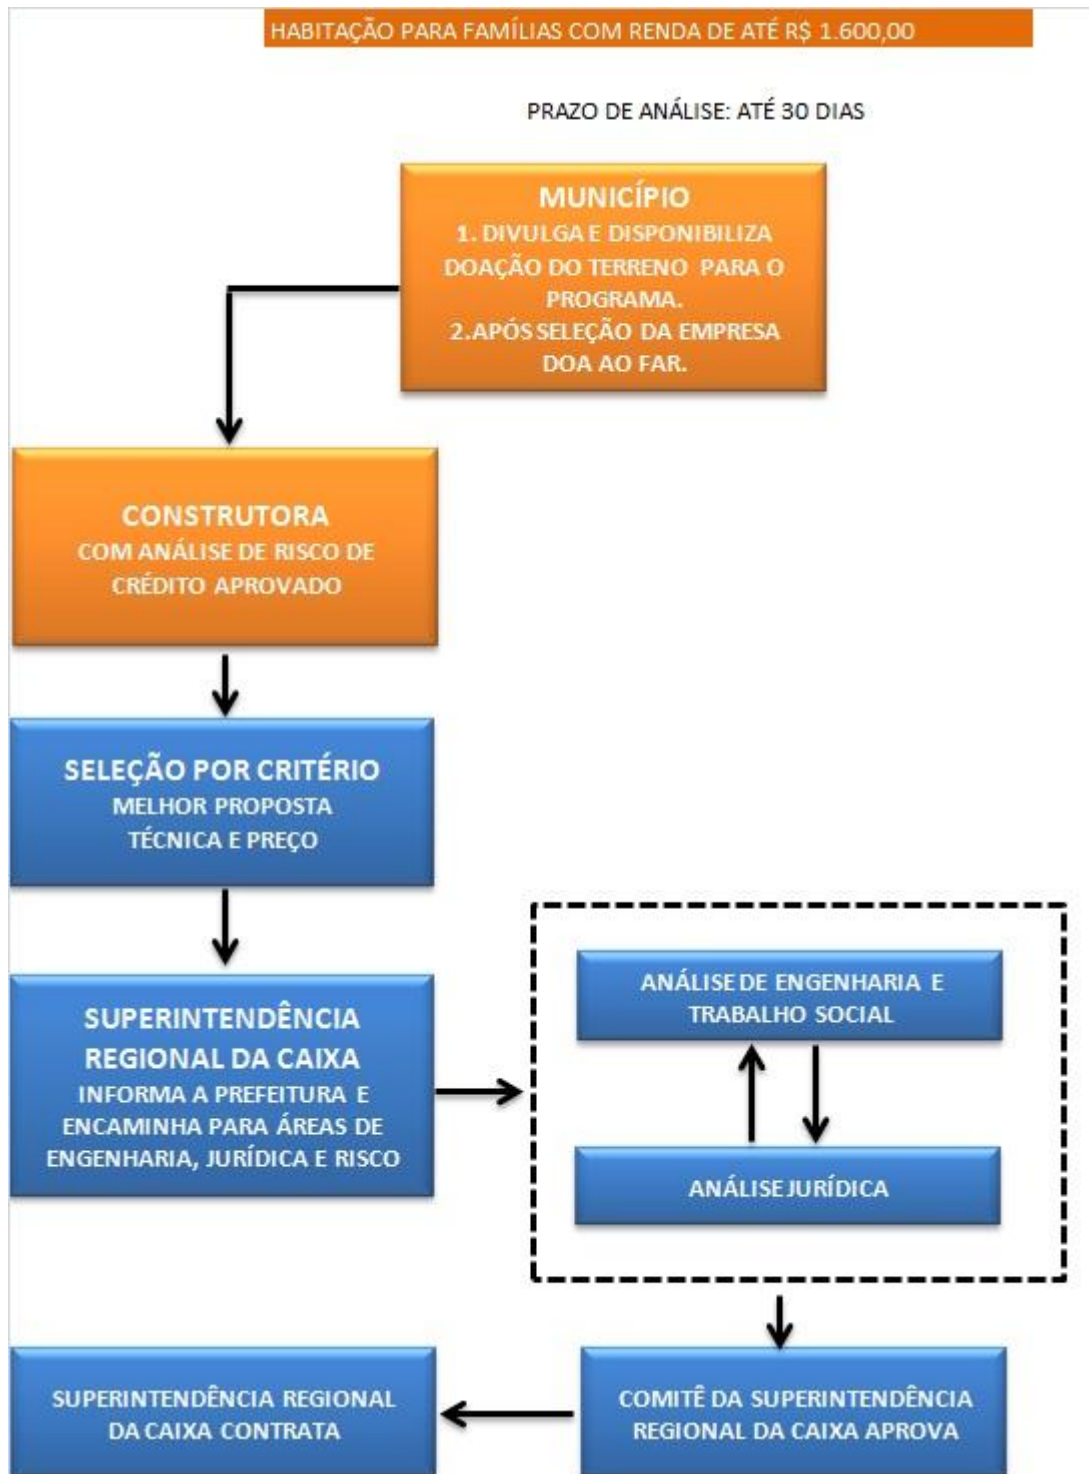 HABITAÇÃO PARA FAMÍLIAS COM RENDA DE ATÉ R$ 1.600,00
PRAZO DE ANÁLISE: ATÉ 30 DIAS
MUNICÍPIO
1. DIVULGA E DISPONIBILIZA
DOAÇÃO DO TERRENO PARA O
PROGRAMA.
2.APÓS SELEÇÃO DA EMPRESA
DOA AO FAR.
CONSTRUTORA
COM ANÁLISE DE RISCO DE
CRÉDITO APROVADO
SELEÇÃO POR CRITÉRIO
MELHOR PROPOSTA
TÉCNICA E PREÇO
SUPERINTENDÊNCIA
REGIONAL DA CAIXA
INFORMA A PREFEITURA E
ENCAMINHA PARA ÁREAS DE
ENGENHARIA, JURÍDICA E RISCO
ANÁLISE DE ENGENHARIA E
TRABALHO SOCIAL
ANÁLISE JURÍDICA
SUPERINTENDÊNCIA REGIONAL
DA CAIXA CONTRATA
COMITÊ DA SUPERINTENDÊNCIA
REGIONAL DA CAIXA APROVA